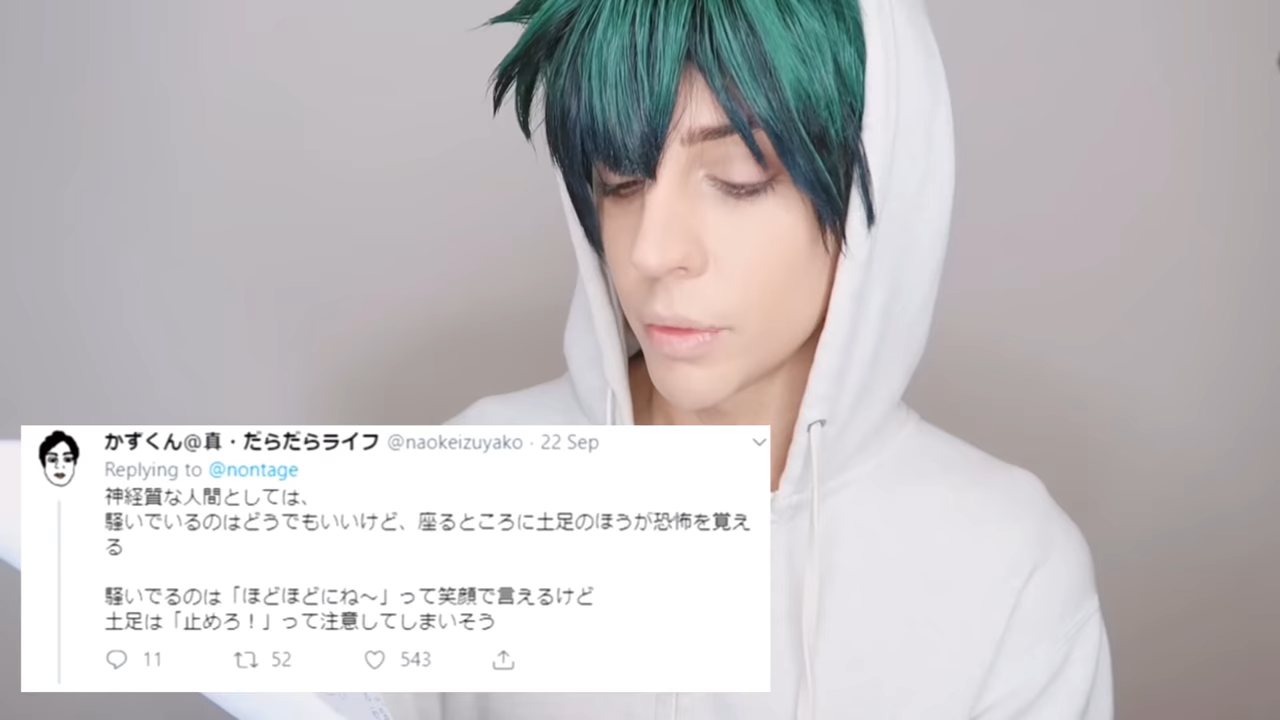 かずくん@真・だらだらライフ @naokeizuyako · 22 Sep
Replying to @nontage
神経質な人間としては、
騒いでいるのはどうでもいいけど、座るところに土足のほうが恐怖を覚え
る
騒いでるのは「ほどほどにね～」って笑顔で言えるけど
土足は「止めろ！」って注意してしまいそう
11 52 543